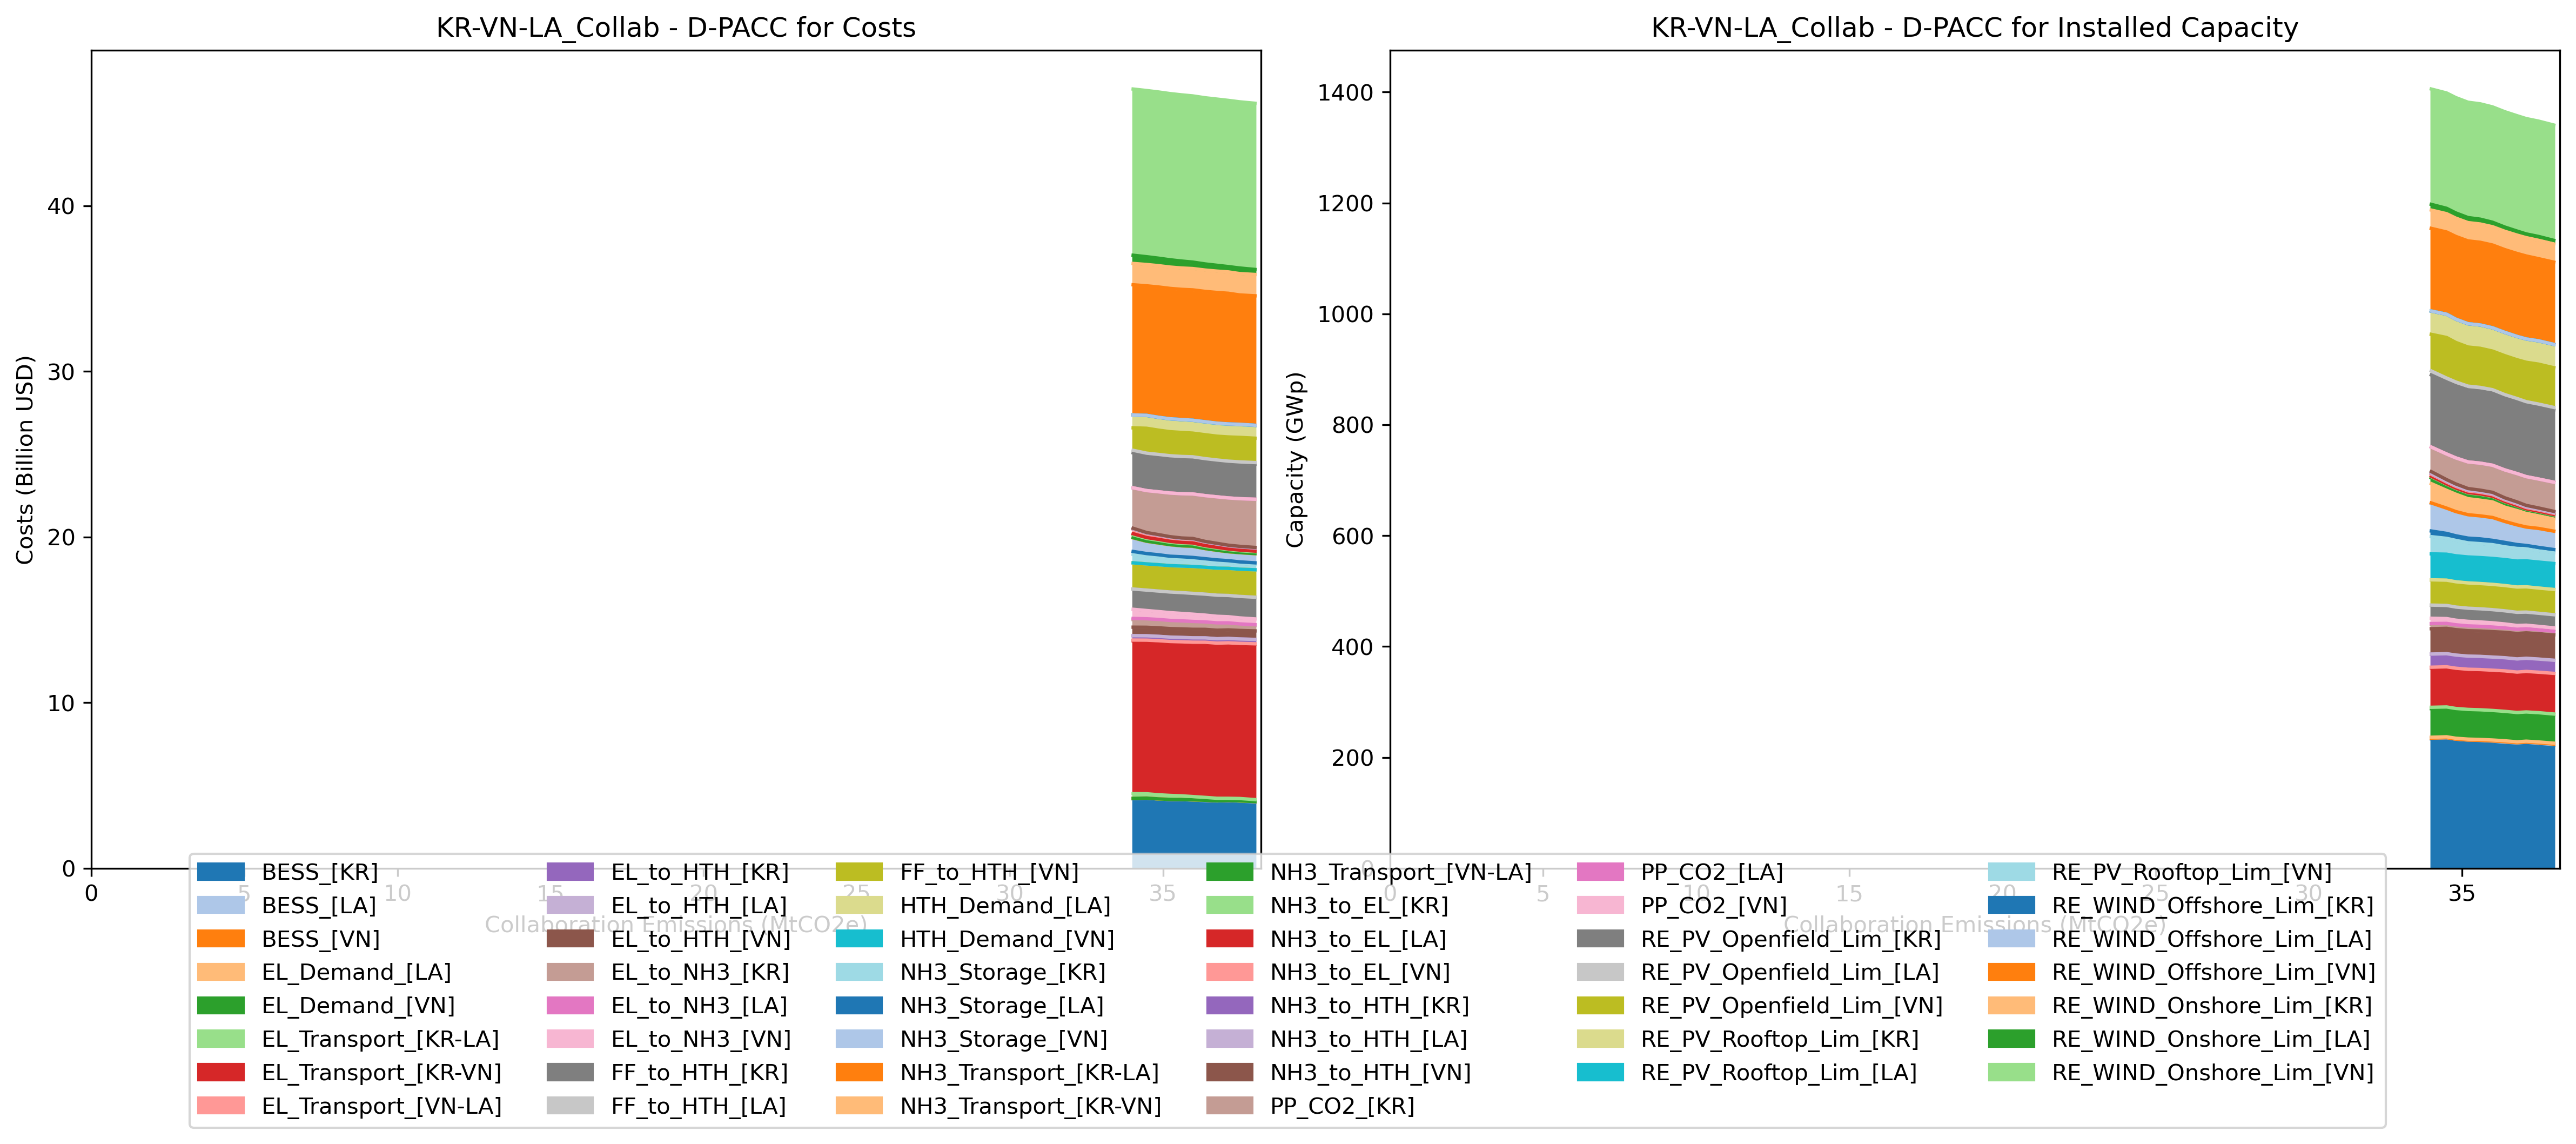 KR-VN-LA_Collab - D-PACC for Costs
Costs (Billion USD)
40
30
20
10
0
0
5
10
15
20
25
30
35
Collaboration Emissions (MtCO2e)
KR-VN-LA_Collab - D-PACC for Installed Capacity
Capacity (GWp)
1400
1200
1000
800
600
400
200
0
0
5
10
15
20
25
30
35
Collaboration Emissions (MtCO2e)
BESS_[KR]
BESS_[LA]
BESS_[VN]
EL_Demand_[LA]
EL_Demand_[VN]
EL_Transport_[KR-LA]
EL_Transport_[KR-VN]
EL_Transport_[VN-LA]
EL_to_HTH_[KR]
EL_to_HTH_[LA]
EL_to_HTH_[VN]
EL_to_NH3_[KR]
EL_to_NH3_[LA]
EL_to_NH3_[VN]
FF_to_HTH_[KR]
FF_to_HTH_[LA]
FF_to_HTH_[VN]
HTH_Demand_[LA]
HTH_Demand_[VN]
NH3_Storage_[KR]
NH3_Storage_[LA]
NH3_Storage_[VN]
NH3_Transport_[KR-LA]
NH3_Transport_[KR-VN]
NH3_Transport_[VN-LA]
NH3_to_EL_[KR]
NH3_to_EL_[LA]
NH3_to_EL_[VN]
NH3_to_HTH_[KR]
NH3_to_HTH_[LA]
NH3_to_HTH_[VN]
PP_CO2_[KR]
PP_CO2_[LA]
PP_CO2_[VN]
RE_PV_Openfield_Lim_[KR]
RE_PV_Openfield_Lim_[LA]
RE_PV_Openfield_Lim_[VN]
RE_PV_Rooftop_Lim_[KR]
RE_PV_Rooftop_Lim_[LA]
RE_PV_Rooftop_Lim_[VN]
RE_WIND_Offshore_Lim_[KR]
RE_WIND_Offshore_Lim_[LA]
RE_WIND_Offshore_Lim_[VN]
RE_WIND_Onshore_Lim_[KR]
RE_WIND_Onshore_Lim_[LA]
RE_WIND_Onshore_Lim_[VN]